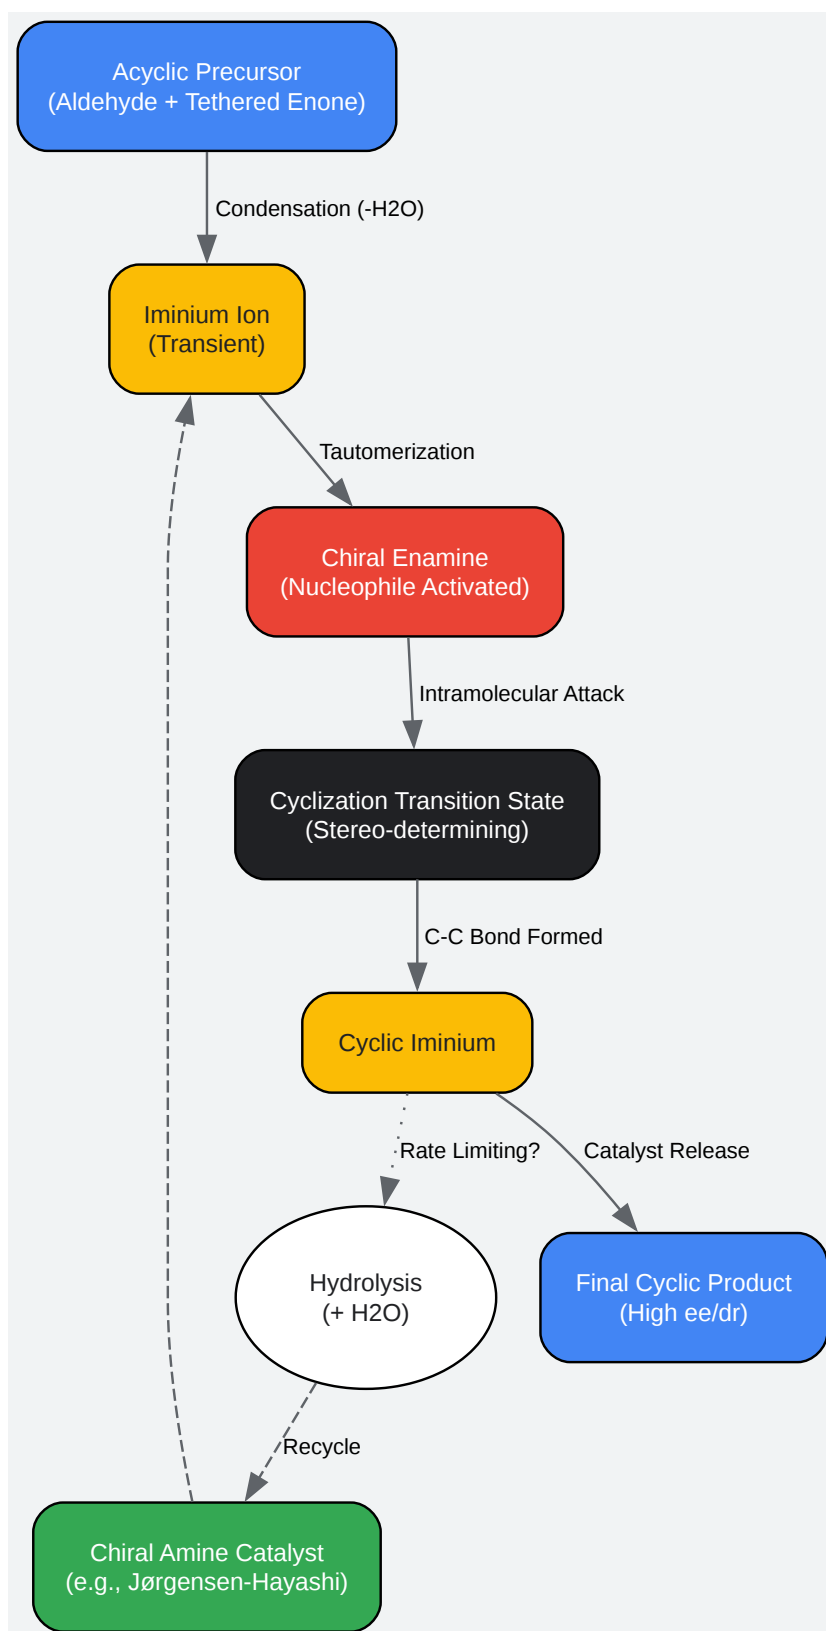 Acyclic Precursor
(Aldehyde + Tethered Enone)
Condensation (-H2O)
Iminium Ion
(Transient)
Tautomerization
Chiral Enamine
(Nucleophile Activated)
Intramolecular Attack
Cyclization Transition State
(Stereo-determining)
C-C Bond Formed
Cyclic Iminium
Rate Limiting?
Catalyst Release
Hydrolysis
(+ H2O)
Final Cyclic Product
(High ee/dr)
Recycle
Chiral Amine Catalyst
(e.g., Jørgensen-Hayashi)